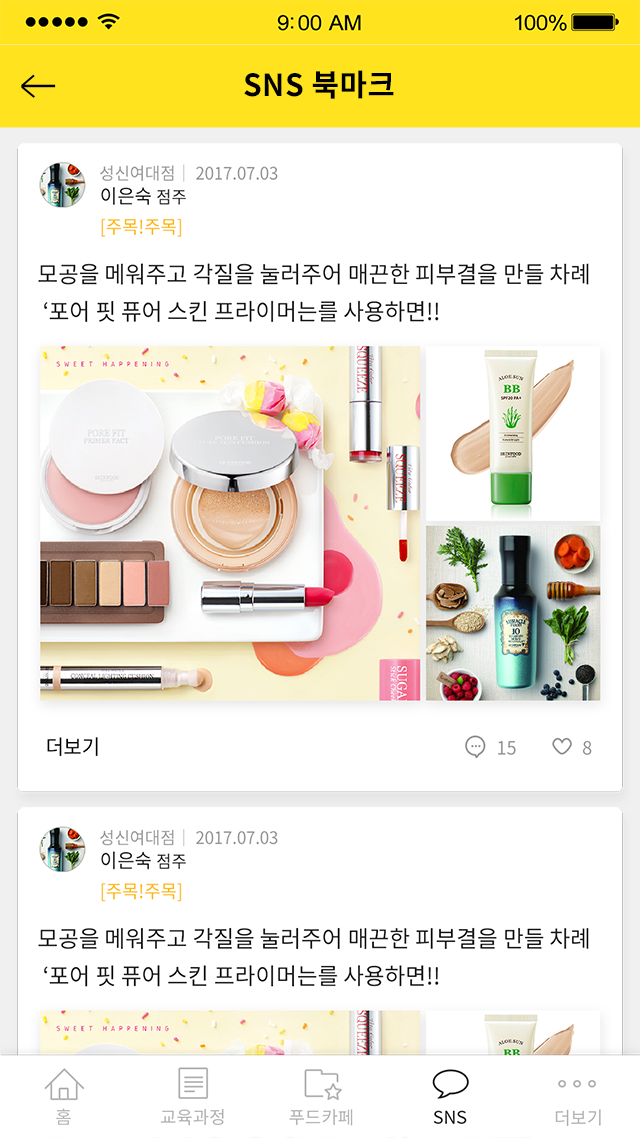 9:00 AM
100%
SNS 북마크
성신여대점 | 2017.07.03
이은숙 점주
[주목!주목]
모공을 메워주고 각질을 눌러주어 매끈한 피부결을 만들 차례
‘포어 핏 퓨어 스킨 프라이머는를 사용하면!!
SWEET HAPPENING
PORE FIT
PRIMER PACT
PORE FIT
SQUEEZE
SQUEEZE
ALOE SUN
BB
SPF20 PA+
SKINFOOD
10
CONCEAL LIGHTING CUSHION
SUGAR
더보기
15
8
성신여대점 | 2017.07.03
이은숙 점주
[주목!주목]
모공을 메워주고 각질을 눌러주어 매끈한 피부결을 만들 차례
‘포어 핏 퓨어 스킨 프라이머는를 사용하면!!
SWEET HAPPENING
ALOE SUN
BB
홈
교육과정
푸드카페
SNS
더보기